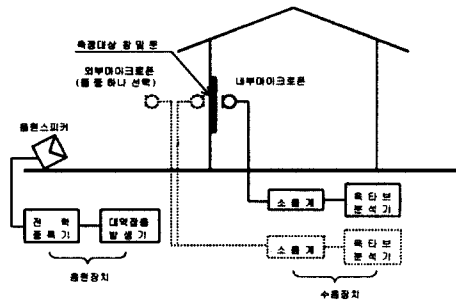 측정대상 창 및 문
외부마이크로폰
(둘 중 하나 선택)
내부마이크로폰
음원스피커
소음계
옥타브
분석기
전력
증폭기
대역잡음
발생기
소음계
옥타브
분석기
음원장치
수음장치